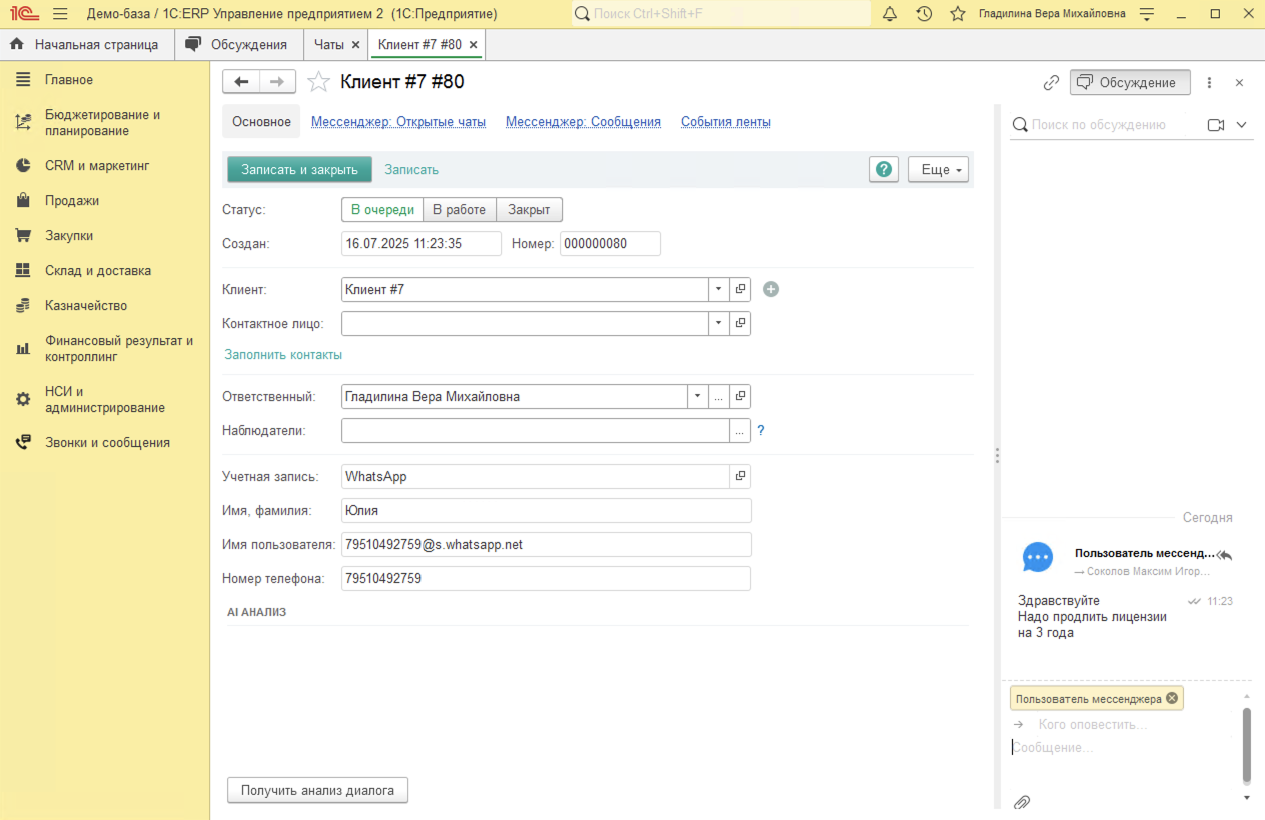 1С Демо-база / 1С:ERP Управление предприятием 2 (1С:Предприятие) Поиск Ctrl+Shift+F Гладилина Вера Михайловна
Начальная страница Обсуждения Чаты × Клиент #7 #80 ×
Главное
Бюджетирование и
планирование
CRM и маркетинг
Продажи
Закупки
Склад и доставка
Казначейство
Финансовый результат и
контроллинг
НСИ и
администрирование
Звонки и сообщения
Клиент #7 #80
Обсуждение
Основное Мессенджер: Открытые чаты Мессенджер: Сообщения События ленты
Записать и закрыть Записать ? Еще
Статус: В очереди В работе Закрыт
Создан: 16.07.2025 11:23:35 Номер: 000000080
Клиент: Клиент #7
Контактное лицо:
Заполнить контакты
Ответственный: Гладилина Вера Михайловна ...
Наблюдатели: ... ?
Учетная запись: WhatsApp
Имя, фамилия: Юлия
Имя пользователя: 79510492759@s.whatsapp.net
Номер телефона: 79510492759
AI АНАЛИЗ
Получить анализ диалога
Поиск по обсуждению
Сегодня
Пользователь мессенд...
→ Соколов Максим Игор...
Здравствуйте 11:23
Надо продлить лицензии
на 3 года
Пользователь мессенджера
→ Кого оповестить...
Сообщение...